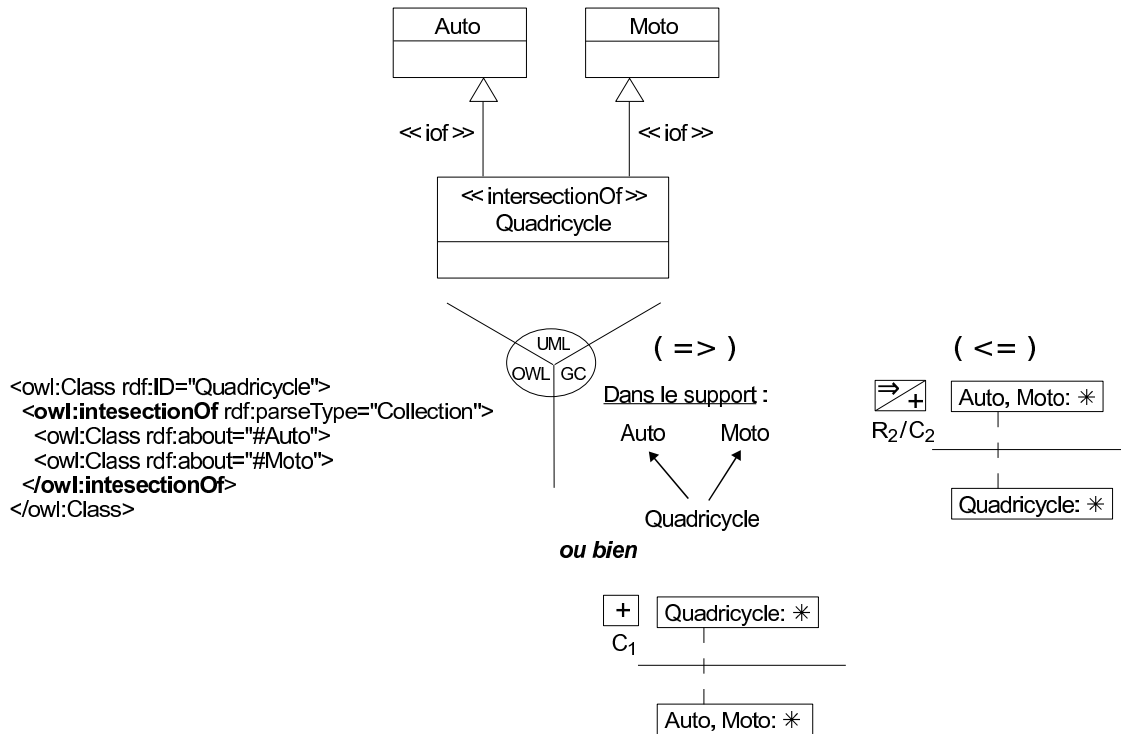 Auto
Moto
<< iof >>
<< iof >>
<< intersectionOf >>
Quadricycle
UML
OWL
GC
<owl:Class rdf:ID="Quadricycle">
<owl:intesectionOf rdf:parseType="Collection">
<owl:Class rdf:about="#Auto">
<owl:Class rdf:about="#Moto">
</owl:intesectionOf>
</owl:Class>
( => )
Dans le support :
Auto
Moto
Quadricycle
ou bien
+
C1
Quadricycle: ✳
Auto, Moto: ✳
( <= )
⇒ / +
R2/C2
Auto, Moto: ✳
Quadricycle: ✳